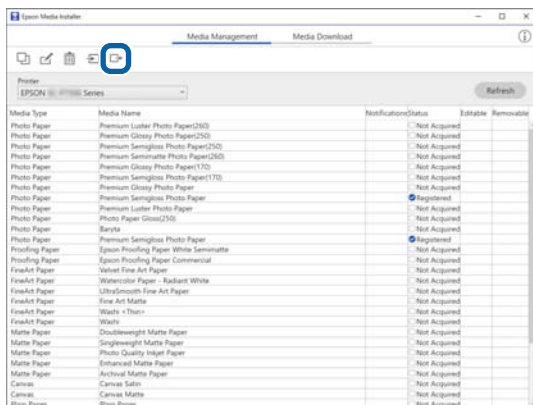 Epson Media Installer
Media Management Media Download
Printer
EPSON Series
Refresh
Media Type Media Name Notifications Status Editable Removable
Photo Paper Premium Luster Photo Paper(260) Not Acquired
Photo Paper Premium Glossy Photo Paper(250) Not Acquired
Photo Paper Premium Semigloss Photo Paper(250) Not Acquired
Photo Paper Premium Semimatte Photo Paper(260) Not Acquired
Photo Paper Premium Glossy Photo Paper(170) Not Acquired
Photo Paper Premium Semigloss Photo Paper(170) Not Acquired
Photo Paper Premium Glossy Photo Paper Not Acquired
Photo Paper Premium Semigloss Photo Paper Registered
Photo Paper Premium Luster Photo Paper Not Acquired
Photo Paper Photo Paper Gloss(250) Not Acquired
Photo Paper Baryta Not Acquired
Photo Paper Premium Semigloss Photo Paper Registered
Proofing Paper Epson Proofing Paper White Semimatte Not Acquired
Proofing Paper Epson Proofing Paper Commercial Not Acquired
FineArt Paper Velvet Fine Art Paper Not Acquired
FineArt Paper Watercolor Paper - Radiant White Not Acquired
FineArt Paper UltraSmooth Fine Art Paper Not Acquired
FineArt Paper Fine Art Matte Not Acquired
FineArt Paper Washi <Thin> Not Acquired
FineArt Paper Washi Not Acquired
Matte Paper Doubleweight Matte Paper Not Acquired
Matte Paper Singleweight Matte Paper Not Acquired
Matte Paper Photo Quality Inkjet Paper Not Acquired
Matte Paper Enhanced Matte Paper Not Acquired
Matte Paper Archival Matte Paper Not Acquired
Canvas Canvas Satin Not Acquired
Canvas Canvas Matte Not Acquired
Plain Paper Plain Paper Not Acquired